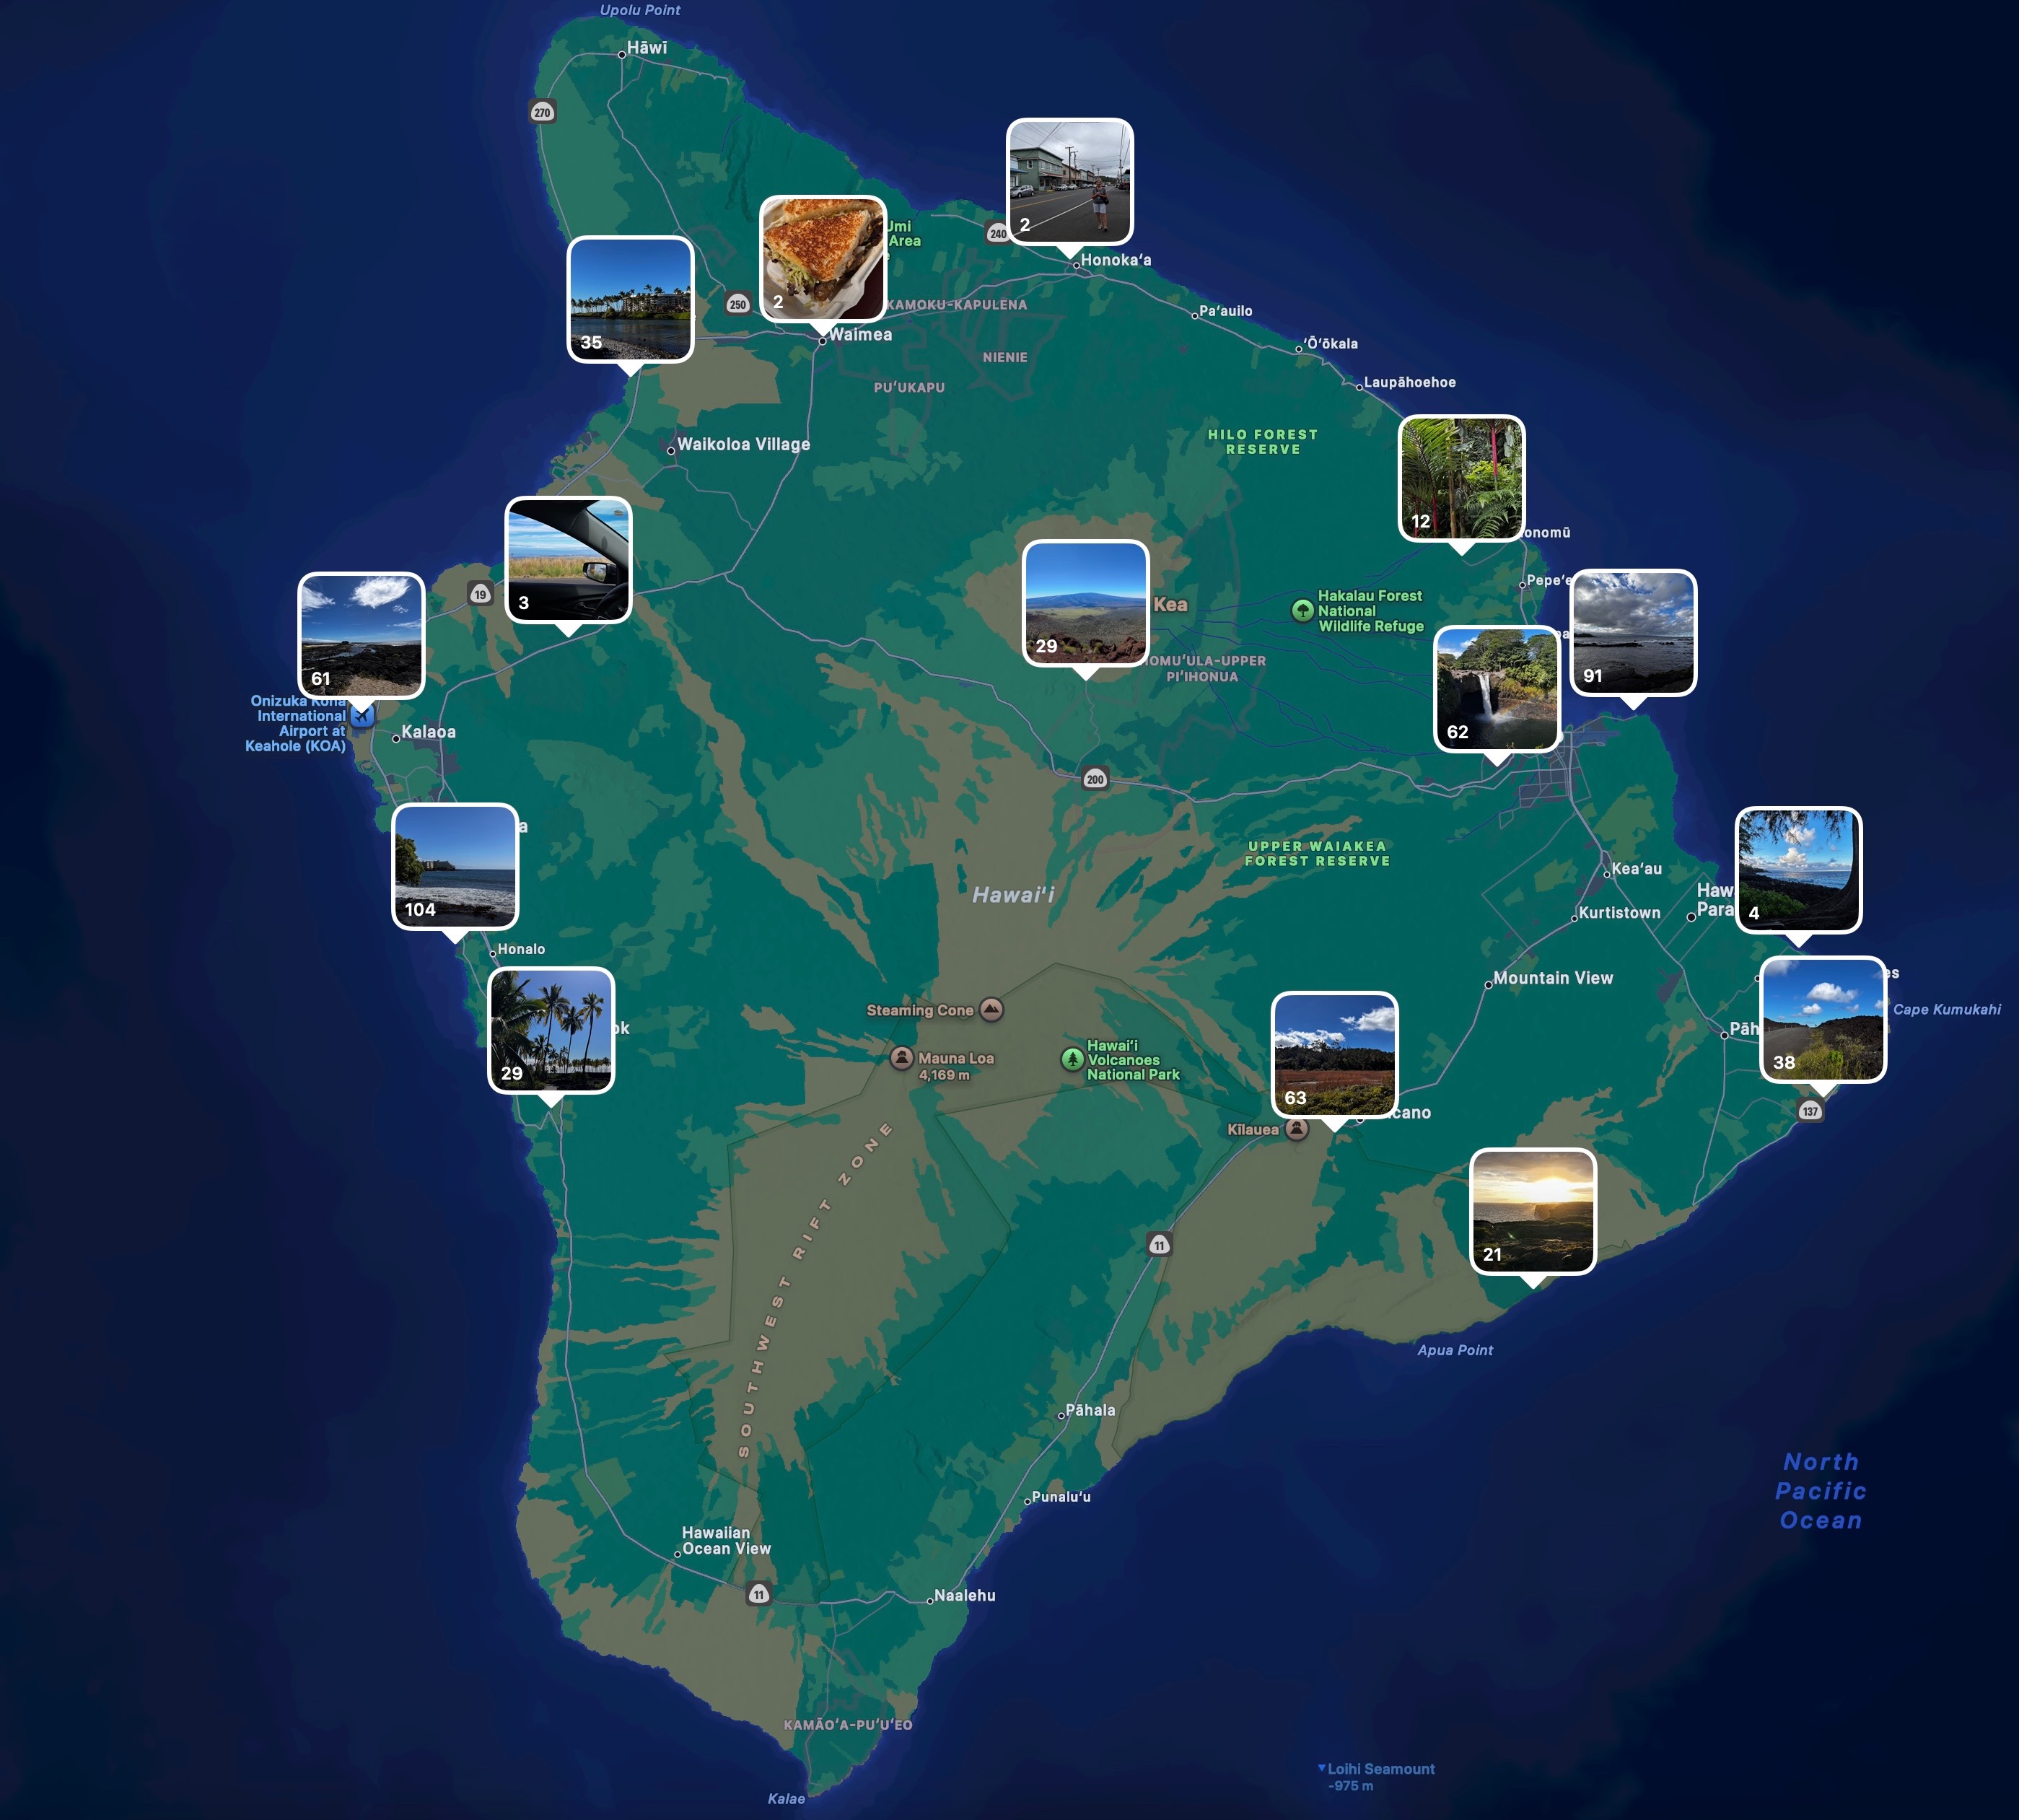 Upolu Point
Hāwī
270
2
240
Honokaʻa
Umi
Area
2
250
KAMOKU-KAPULENA
Paʻauilo
35
Waimea
ʻŌʻōkala
NIENIE
PUʻUKAPU
Laupāhoehoe
Waikoloa Village
HILO FOREST
RESERVE
12
3
19
Pepeʻe
Hakalau Forest
National
Wildlife Refuge
Kea
29
61
91
62
UPPER
PIʻIHONUA
Onizuka Kona
International
Airport at
Keahole (KOA)
Kalaoa
200
104
UPPER WAIAKEA
FOREST RESERVE
Keaʻau
Hawaiʻi
Kurtistown
4
Honalo
Mountain View
Steaming Cone
Cape Kumukahi
Mauna Loa
4,169 m
Hawaiʻi
Volcanoes
National Park
29
38
63
137
Kīlauea
SOUTHWEST RIFT ZONE
11
21
Apua Point
Pāhala
North
Pacific
Ocean
Punaluʻu
Hawaiian
Ocean View
11
Naalehu
KAMĀOʻA-PUʻUʻEO
Loihi Seamount
-975 m
Kalae